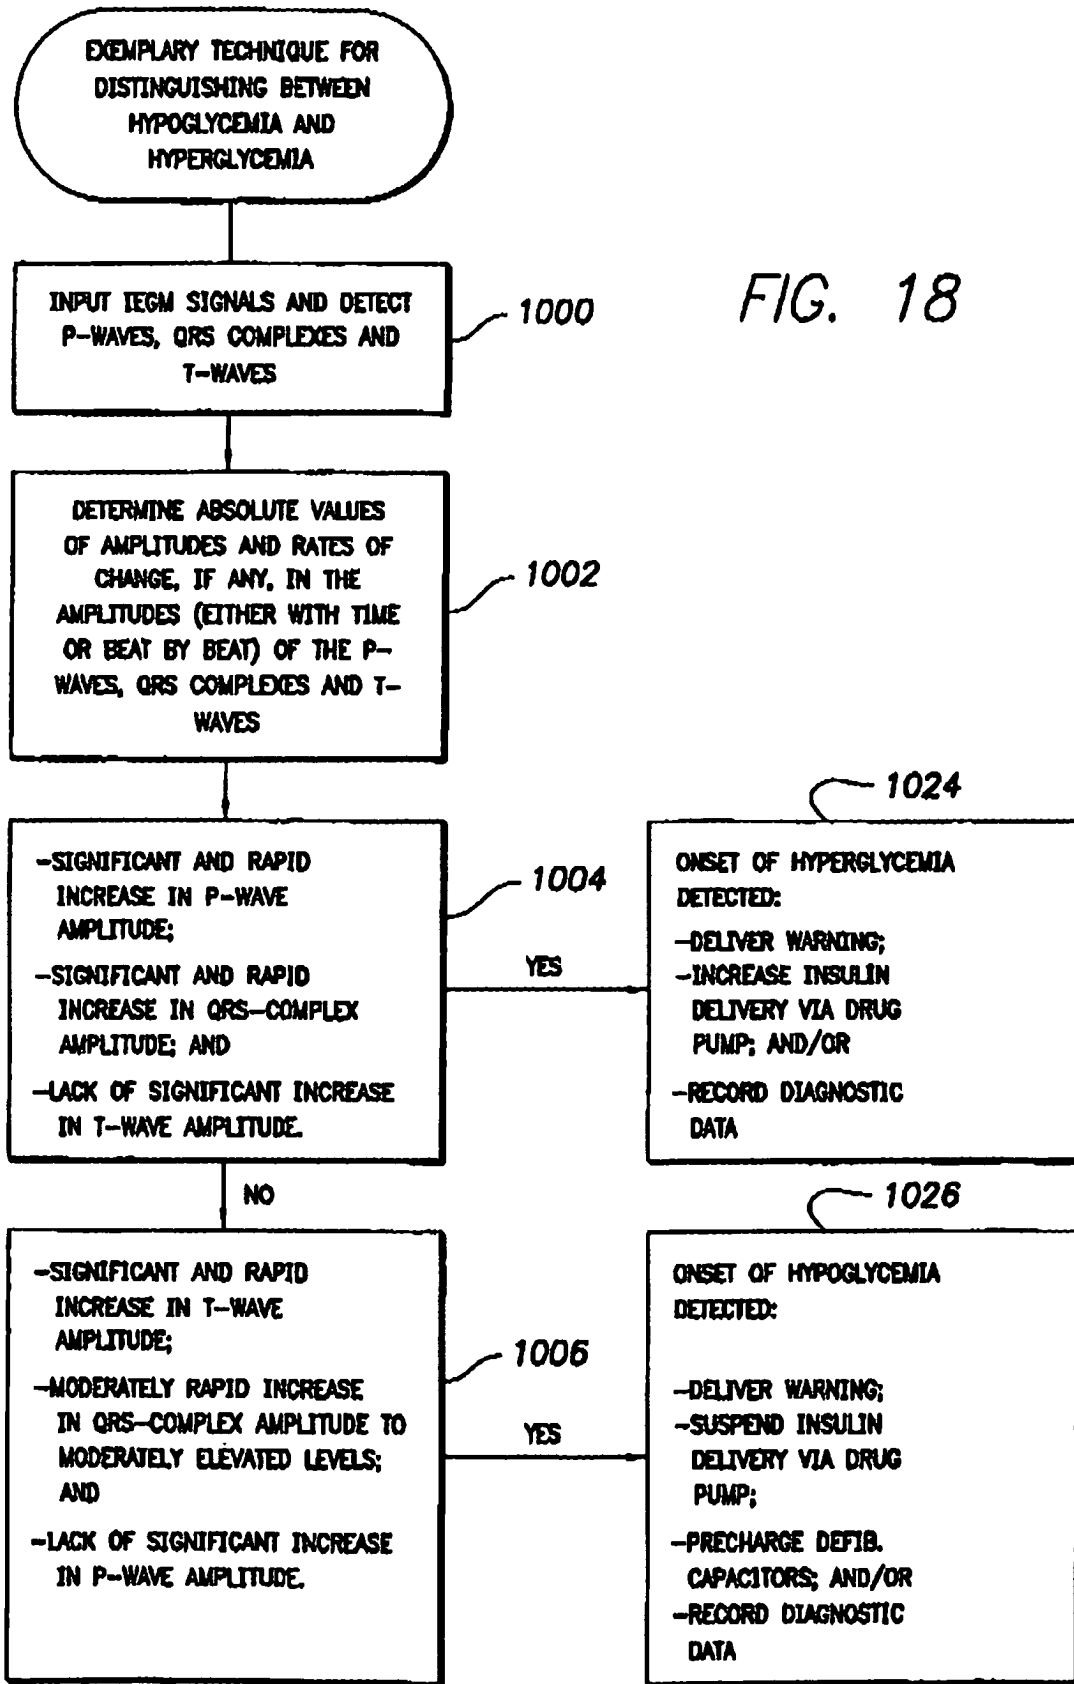 EXEMPLARY TECHNIQUE FOR
DISTINGUISHING BETWEEN
HYPOGLYCEMIA AND
HYPERGLYCEMIA
FIG. 18
INPUT IEGM SIGNALS AND DETECT
P-WAVES, QRS COMPLEXES AND
T-WAVES
1000
DETERMINE ABSOLUTE VALUES
OF AMPLITUDES AND RATES OF
CHANGE, IF ANY, IN THE
AMPLITUDES (EITHER WITH TIME
OR BEAT BY BEAT) OF THE P-
WAVES, QRS COMPLEXES AND T-
WAVES
1002
-SIGNIFICANT AND RAPID
INCREASE IN P-WAVE
AMPLITUDE;
-SIGNIFICANT AND RAPID
INCREASE IN QRS-COMPLEX
AMPLITUDE; AND
-LACK OF SIGNIFICANT INCREASE
IN T-WAVE AMPLITUDE.
1004
YES
1024
ONSET OF HYPERGLYCEMIA
DETECTED:
-DELIVER WARNING;
-INCREASE INSULIN
DELIVERY VIA DRUG
PUMP; AND/OR
-RECORD DIAGNOSTIC
DATA
NO
-SIGNIFICANT AND RAPID
INCREASE IN T-WAVE
AMPLITUDE;
-MODERATELY RAPID INCREASE
IN QRS-COMPLEX AMPLITUDE TO
MODERATELY ELEVATED LEVELS;
AND
-LACK OF SIGNIFICANT INCREASE
IN P-WAVE AMPLITUDE.
1006
YES
1026
ONSET OF HYPOGLYCEMIA
DETECTED:
-DELIVER WARNING;
-SUSPEND INSULIN
DELIVERY VIA DRUG
PUMP;
-PRECHARGE DEFIB.
CAPACITORS; AND/OR
-RECORD DIAGNOSTIC
DATA